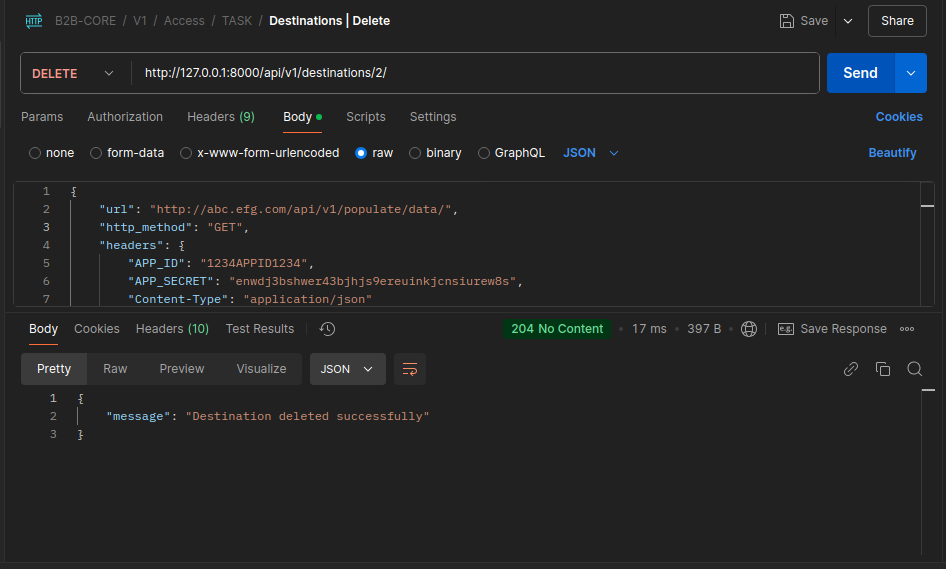 HTTP B2B-CORE / V1 / Access / TASK / Destinations | Delete Save Share
DELETE http://127.0.0.1:8000/api/v1/destinations/2/ Send
Params Authorization Headers (9) Body Scripts Settings Cookies
none form-data x-www-form-urlencoded raw binary GraphQL JSON Beautify
1 {
2 "url": "http://abc.efg.com/api/v1/populate/data/",
3 "http_method": "GET",
4 "headers": {
5 "APP_ID": "1234APPID1234",
6 "APP_SECRET": "enwdj3bshwer43bjhjs9ereuinkjcnsiurew8s",
7 "Content-Type": "application/json"
Body Cookies Headers (10) Test Results 204 No Content • 17 ms • 397 B e.g. Save Response
Pretty Raw Preview Visualize JSON
1 {
2 "message": "Destination deleted successfully"
3 }